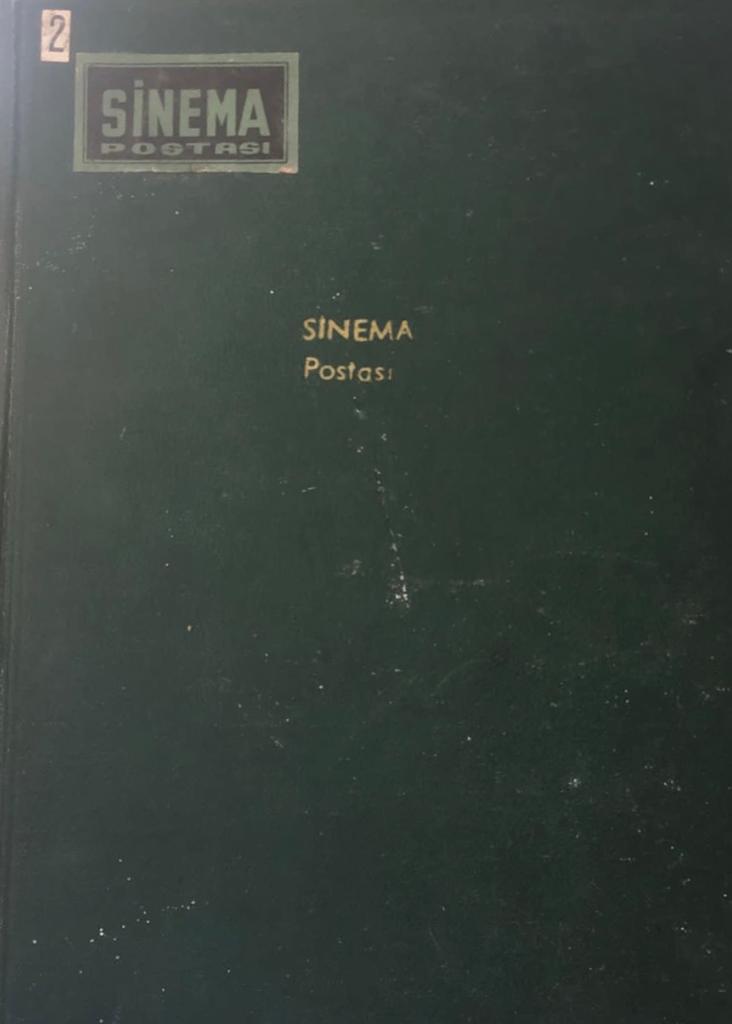 2
SİNEMA
POSTASI
SİNEMA
Postası